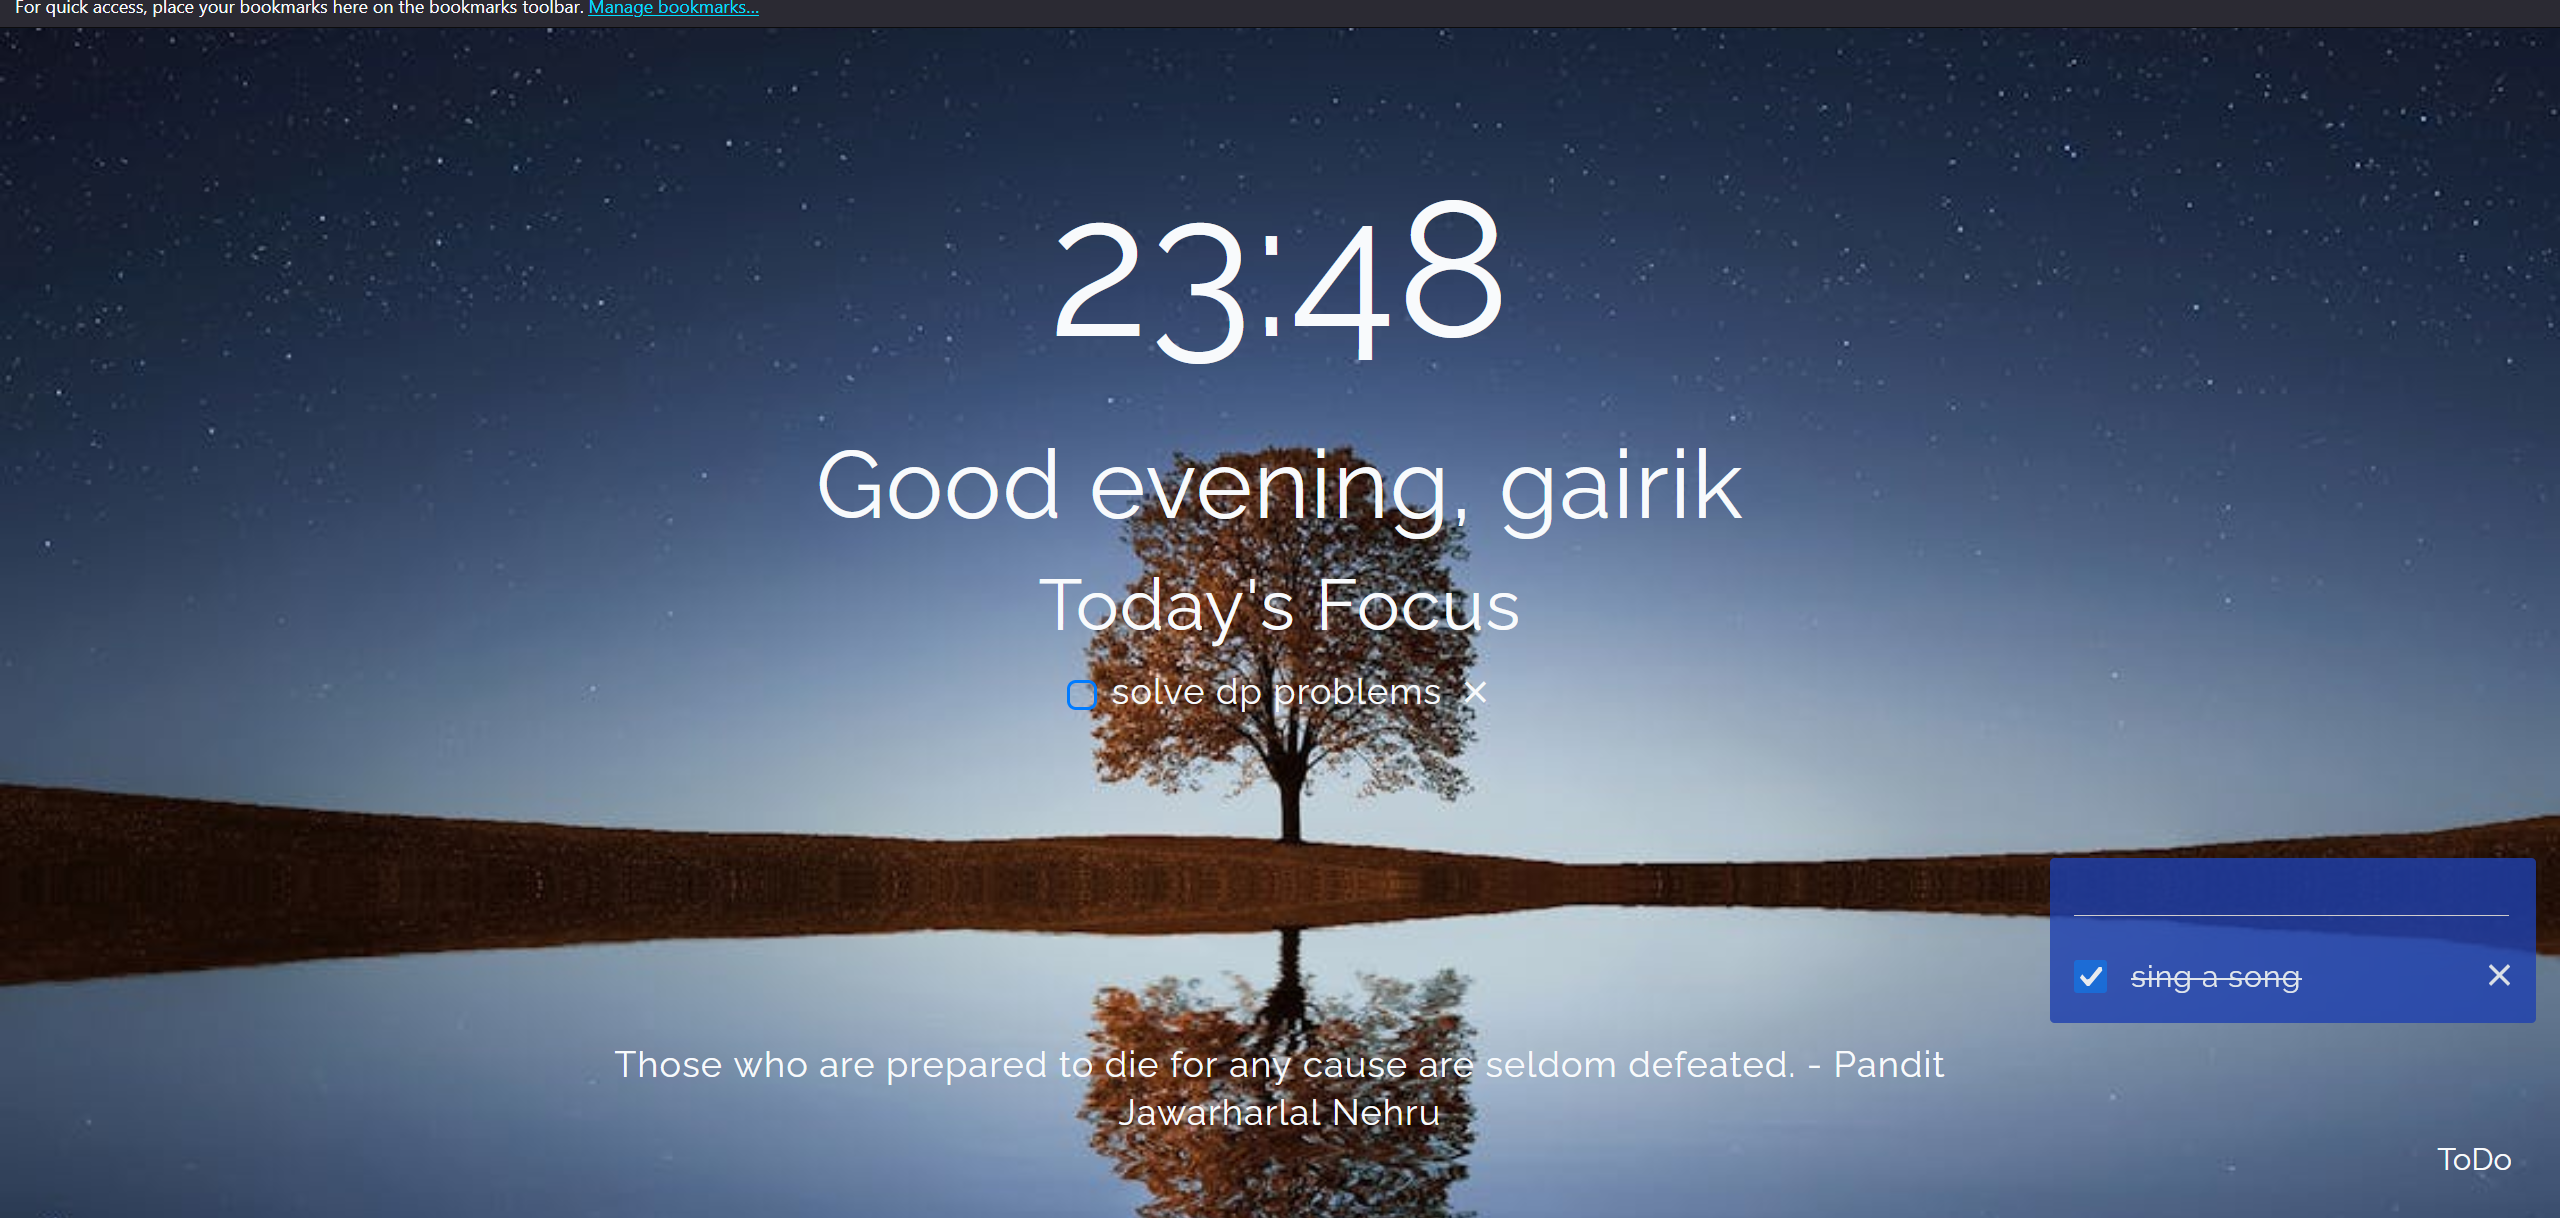 For quick access, place your bookmarks here on the bookmarks toolbar. Manage bookmarks...
23:48
Good evening, gairik
Today's Focus
solve dp problems
sing a song
Those who are prepared to die for any cause are seldom defeated. - Pandit
Jawarharlal Nehru
ToDo